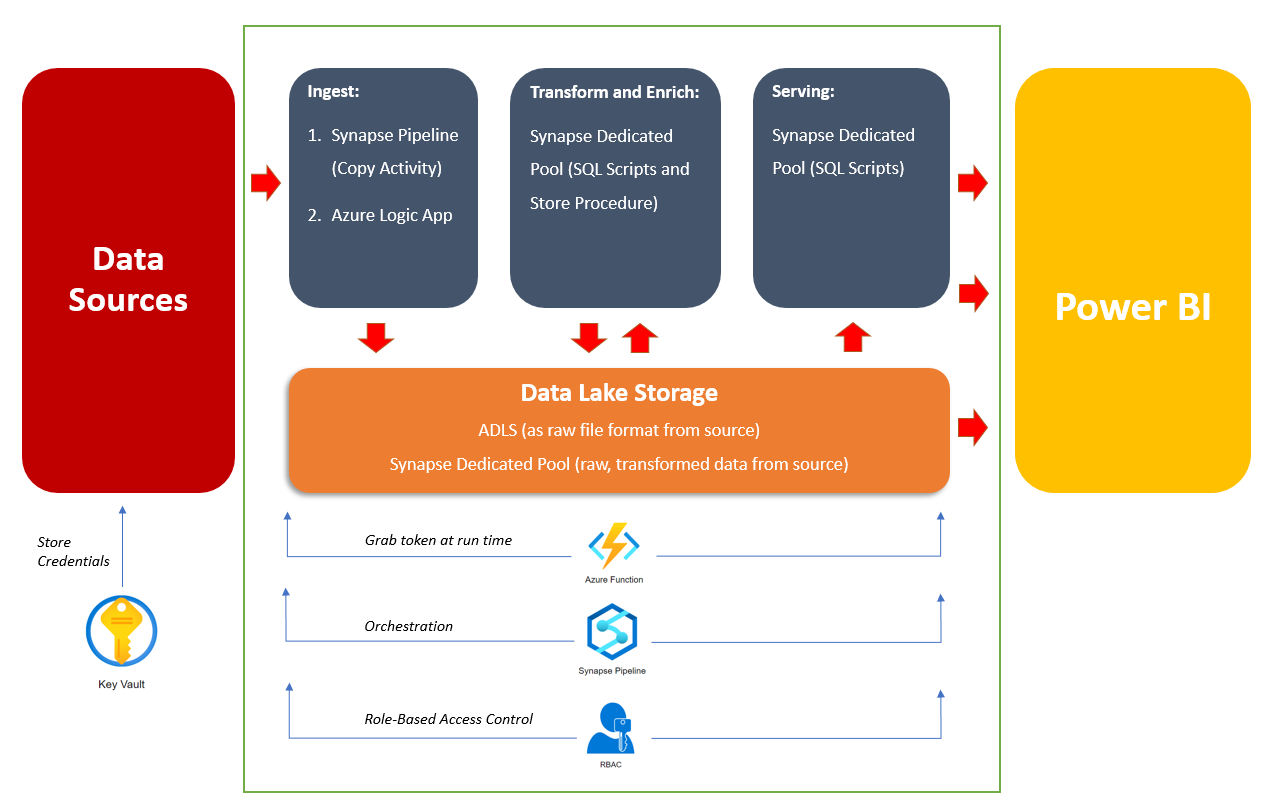 Data
Sources
Ingest:
1. Synapse Pipeline
(Copy Activity)
2. Azure Logic App
Transform and Enrich:
Synapse Dedicated
Pool (SQL Scripts and
Store Procedure)
Serving:
Synapse Dedicated
Pool (SQL Scripts)
Power BI
Data Lake Storage
ADLS (as raw file format from source)
Synapse Dedicated Pool (raw, transformed data from source)
Store
Credentials
Key Vault
Grab token at run time
Azure Function
Orchestration
Synapse Pipeline
Role-Based Access Control
RBAC